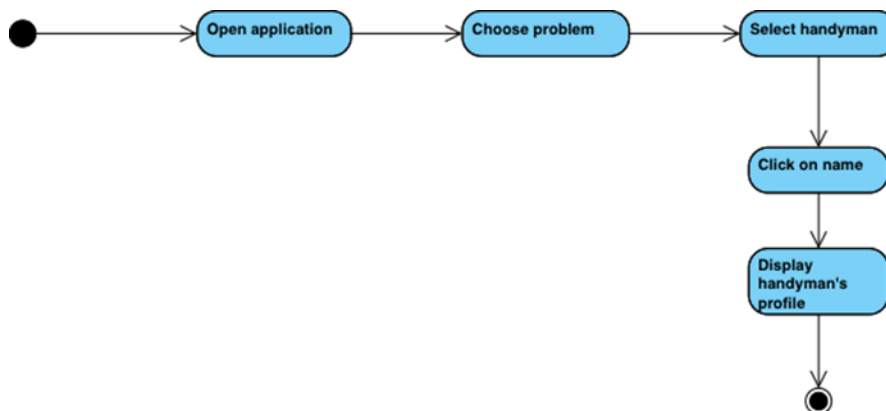 Open application
Choose problem
Select handyman
Click on name
Display
handyman's
profile